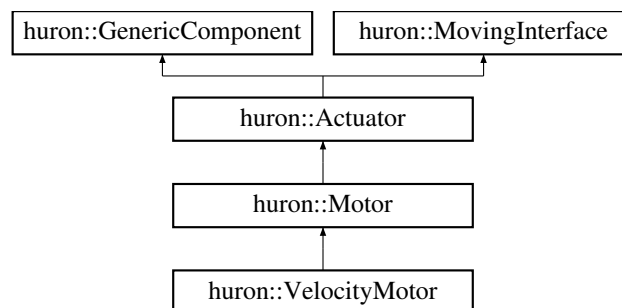 huron::GenericComponent
huron::MovingInterface
huron::Actuator
huron::Motor
huron::VelocityMotor